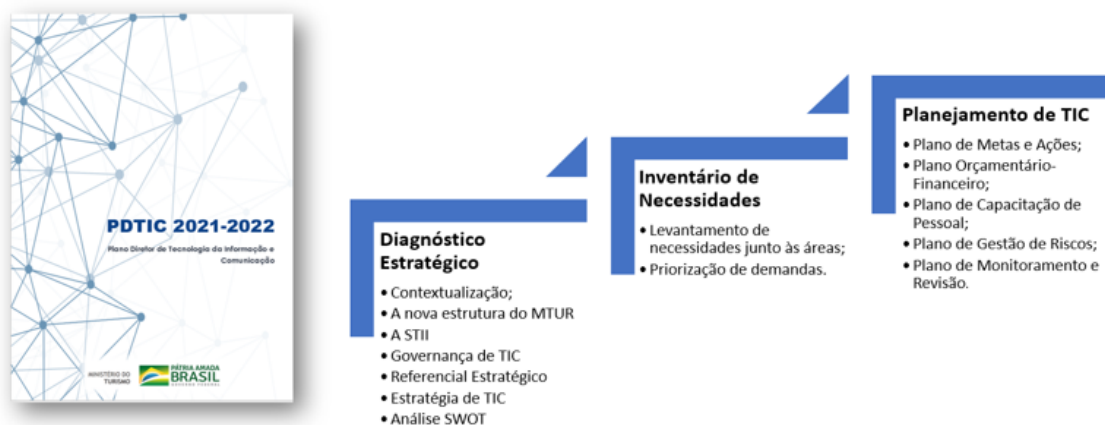 PDTIC 2021-2022
Plano Diretor de Tecnologia da Informação e
Comunicação
MINISTÉRIO DO
TURISMO
PÁTRIA AMADA
BRASIL
GOVERNO FEDERAL
Diagnóstico
Estratégico
• Contextualização;
• A nova estrutura do MTUR
• A STII
• Governança de TIC
• Referencial Estratégico
• Estratégia de TIC
• Análise SWOT
Inventário de
Necessidades
• Levantamento de
necessidades junto às áreas;
• Priorização de demandas.
Planejamento de TIC
• Plano de Metas e Ações;
• Plano Orçamentário-
Financeiro;
• Plano de Capacitação de
Pessoal;
• Plano de Gestão de Riscos;
• Plano de Monitoramento e
Revisão.